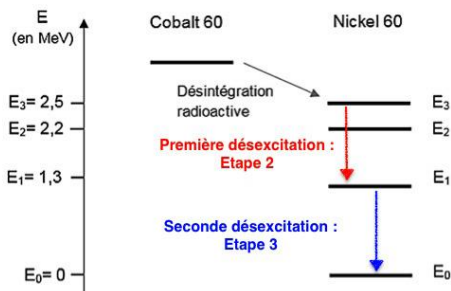 E
(en MeV)
Cobalt 60
Nickel 60
Désintégration
radioactive
E₃= 2,5
E₃
E₂= 2,2
E₂
Première désexcitation :
Etape 2
E₁= 1,3
E₁
Seconde désexcitation :
Etape 3
E₀= 0
E₀